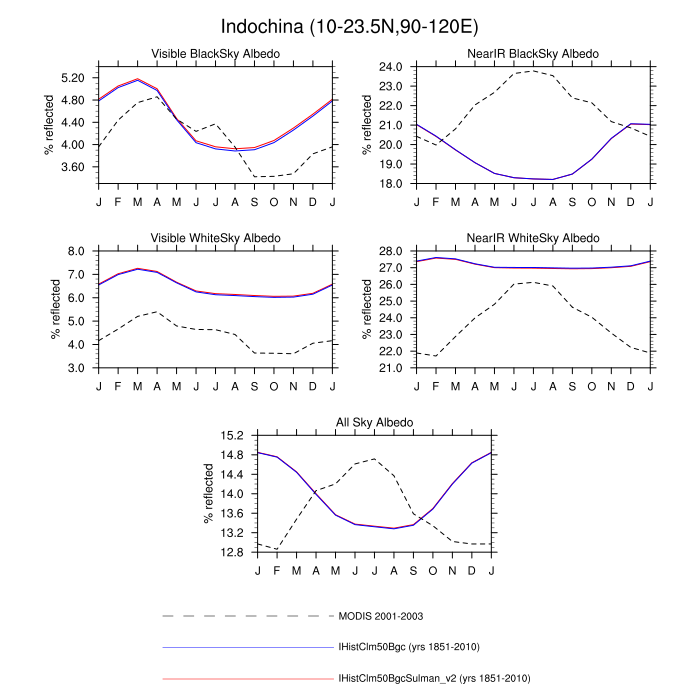 Indochina (10-23.5N,90-120E)
Visible BlackSky Albedo
NearIR BlackSky Albedo
% reflected
5.20
4.80
4.40
4.00
3.60
J F M A M J J A S O N D J
% reflected
24.0
23.0
22.0
21.0
20.0
19.0
18.0
J F M A M J J A S O N D J
Visible WhiteSky Albedo
NearIR WhiteSky Albedo
% reflected
8.0
7.0
6.0
5.0
4.0
3.0
J F M A M J J A S O N D J
% reflected
28.0
27.0
26.0
25.0
24.0
23.0
22.0
21.0
J F M A M J J A S O N D J
All Sky Albedo
% reflected
15.2
14.4
14.0
13.6
13.2
12.8
J F M A M J J A S O N D J
MODIS 2001-2003
IHistClm50Bgc (yrs 1851-2010)
IHistClm50BgcSulman_v2 (yrs 1851-2010)